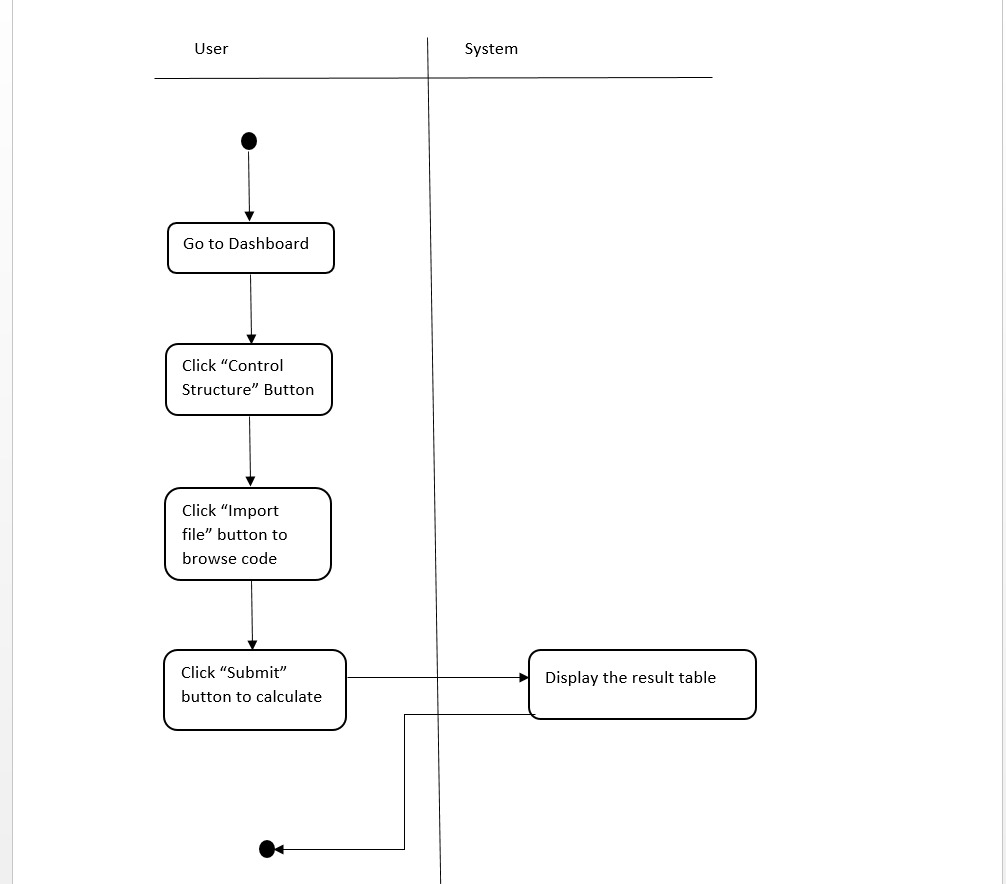 User
System
Go to Dashboard
Click “Control
Structure” Button
Click “Import
file” button to
browse code
Click “Submit”
button to calculate
Display the result table